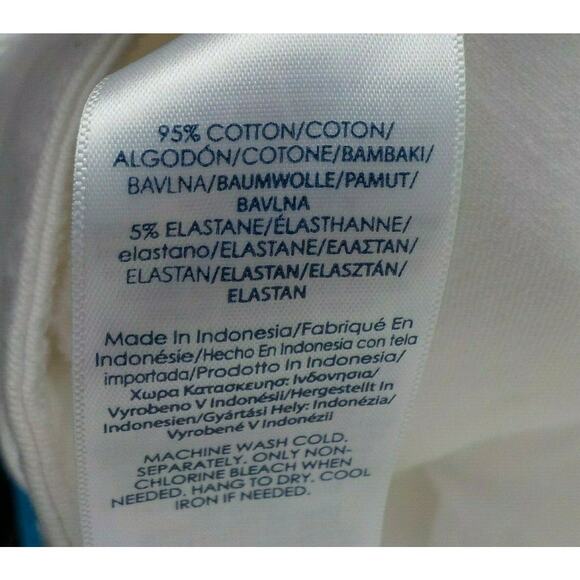 95% COTTON/COTON/
ALGODÓN/COTONE/BAMBAKI/
BAVLNA/BAUMWOLLE/PAMUT/
BAVLNA
5% ELASTANE/ÉLASTHANNE/
elastano/ELASTANE/ΕΛΑΣΤΑΝ/
ELASTAN/ELASTAN/ELASZTÁN/
ELASTAN
Made In Indonesia/Fabriqué En
Indonésie/Hecho En Indonesia con tela
importada/Prodotto In Indonesia/
Χωρα Κατασκευησ: Ινδονησια/
Vyrobeno V Indonésii/Hergestellt In
Indonesien/Gyártási Hely: Indonézia/
Vyrobené V Indonézii
MACHINE WASH COLD.
SEPARATELY. ONLY NON-
CHLORINE BLEACH WHEN
NEEDED. HANG TO DRY. COOL
IRON IF NEEDED.